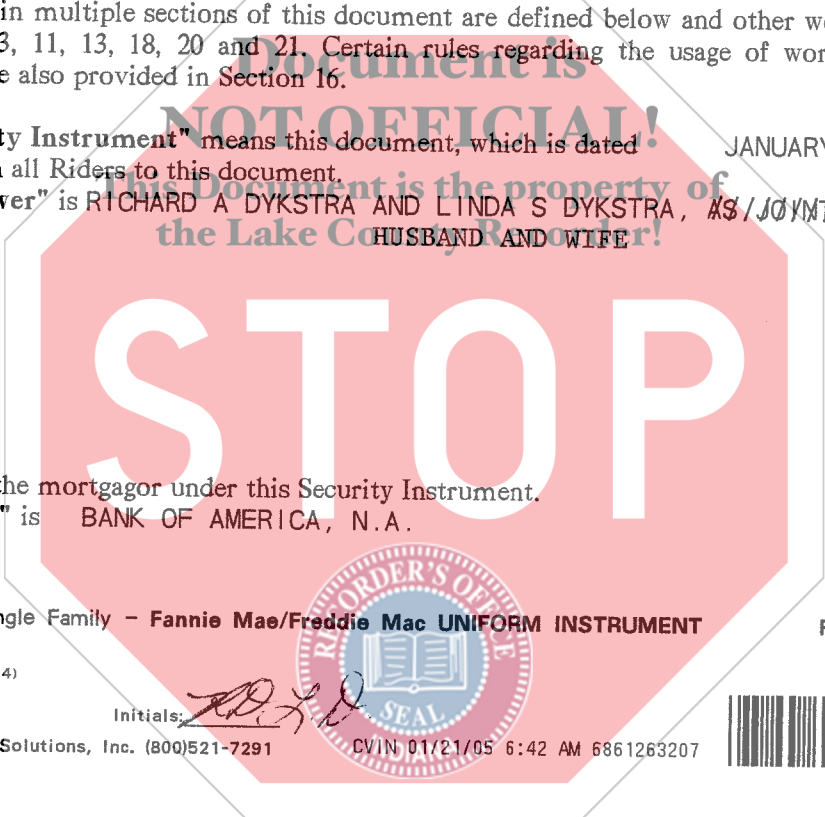 in multiple sections of this document are defined below and other
3, 11, 13, 18, 20 and 21. Certain rules regarding the usage of
also provided in Section 16.
Document is
NOT OFFICIAL!
This Document is the property of
the Lake County Recorder!
Instrument" means this document, which is dated JANUARY
all Riders to this document.
is RICHARD A DYKSTRA AND LINDA S DYKSTRA, AS/JOINT
HUSBAND AND WIFE
STOP
the mortgagor under this Security Instrument.
" is BANK OF AMERICA, N.A.
RECORDER'S OFFICE
SEAL
INDIANA
Family - Fannie Mae/Freddie Mac UNIFORM INSTRUMENT
4)
Initials: RD. L. D.
Solutions, Inc. (800)521-7291 CVIN 01/21/05 6:42 AM 6861263207